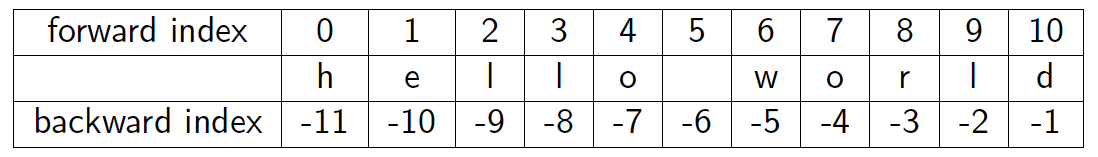 forward index 0 1 2 3 4 5 6 7 8 9 10
h e l l o w o r l d
backward index -11 -10 -9 -8 -7 -6 -5 -4 -3 -2 -1